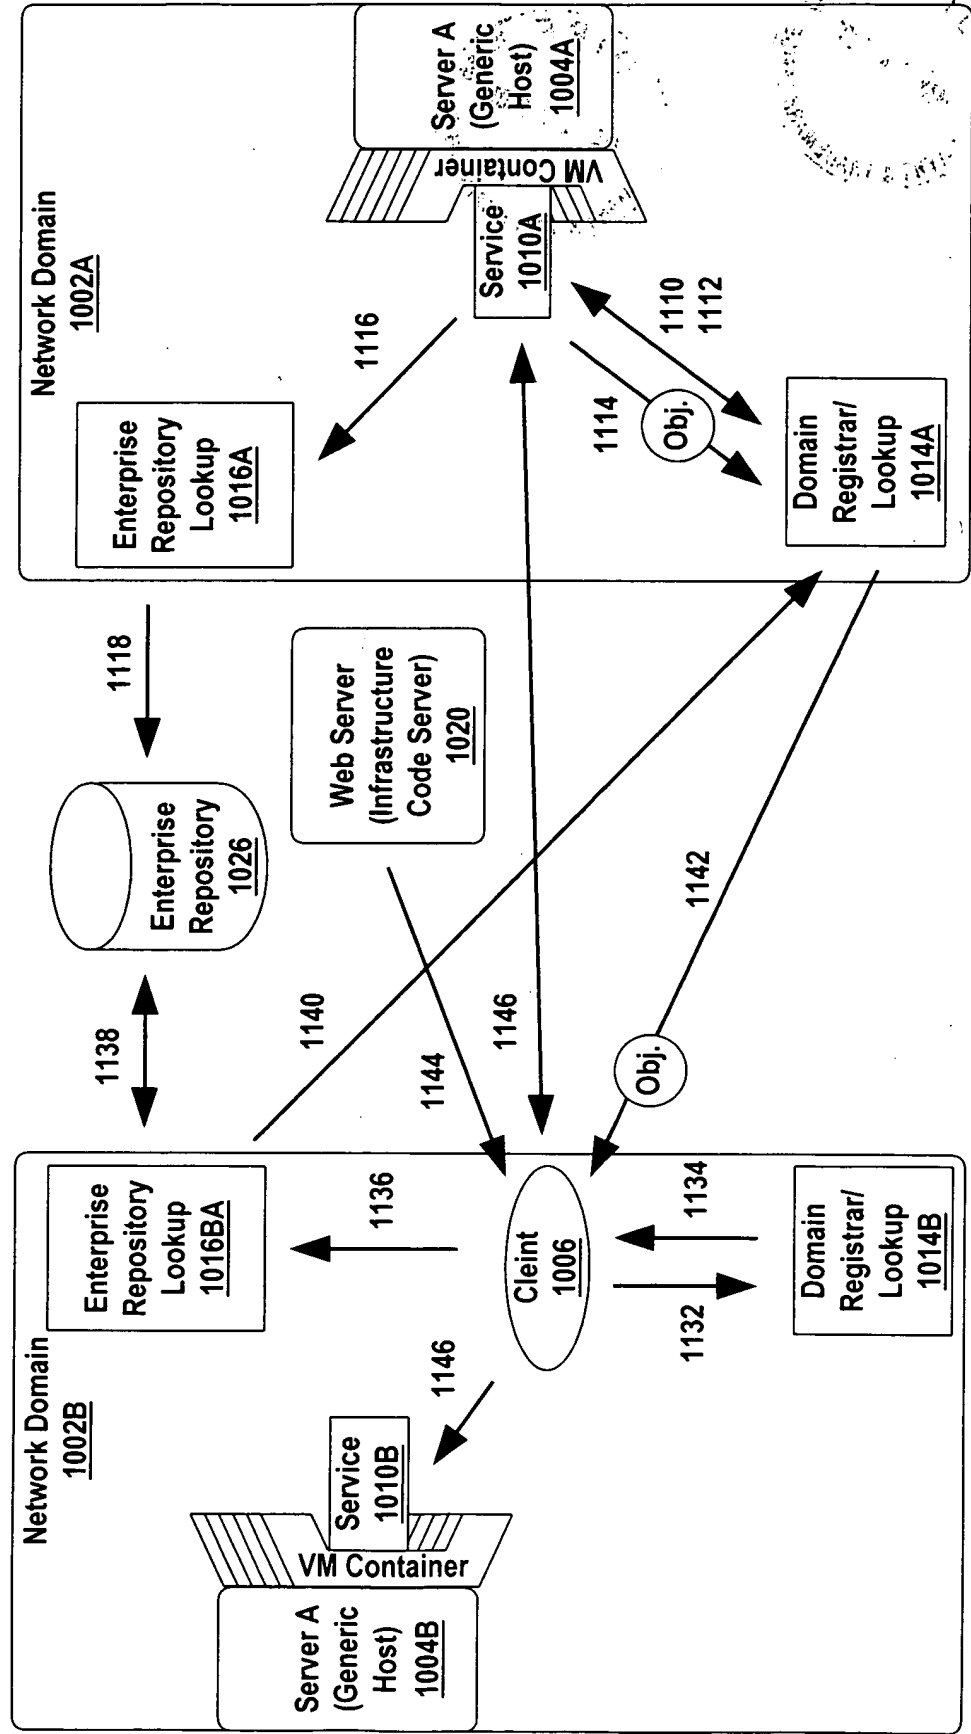 Network Domain
1002B
Server A
(Generic
Host)
1004B
VM Container
Service
1010B
1146
Enterprise
Repository
Lookup
1016BA
1136
Cleint
1006
1132
1134
Domain
Registrar/
Lookup
1014B
1138
1140
1144
1146
Obj.
1142
Enterprise
Repository
1026
Web Server
(Infrastructure
Code Server)
1020
1118
Network Domain
1002A
Enterprise
Repository
Lookup
1016A
1116
Service
1010A
VM Container
Server A
(Generic
Host)
1004A
1110
1112
1114
Obj.
Domain
Registrar/
Lookup
1014A